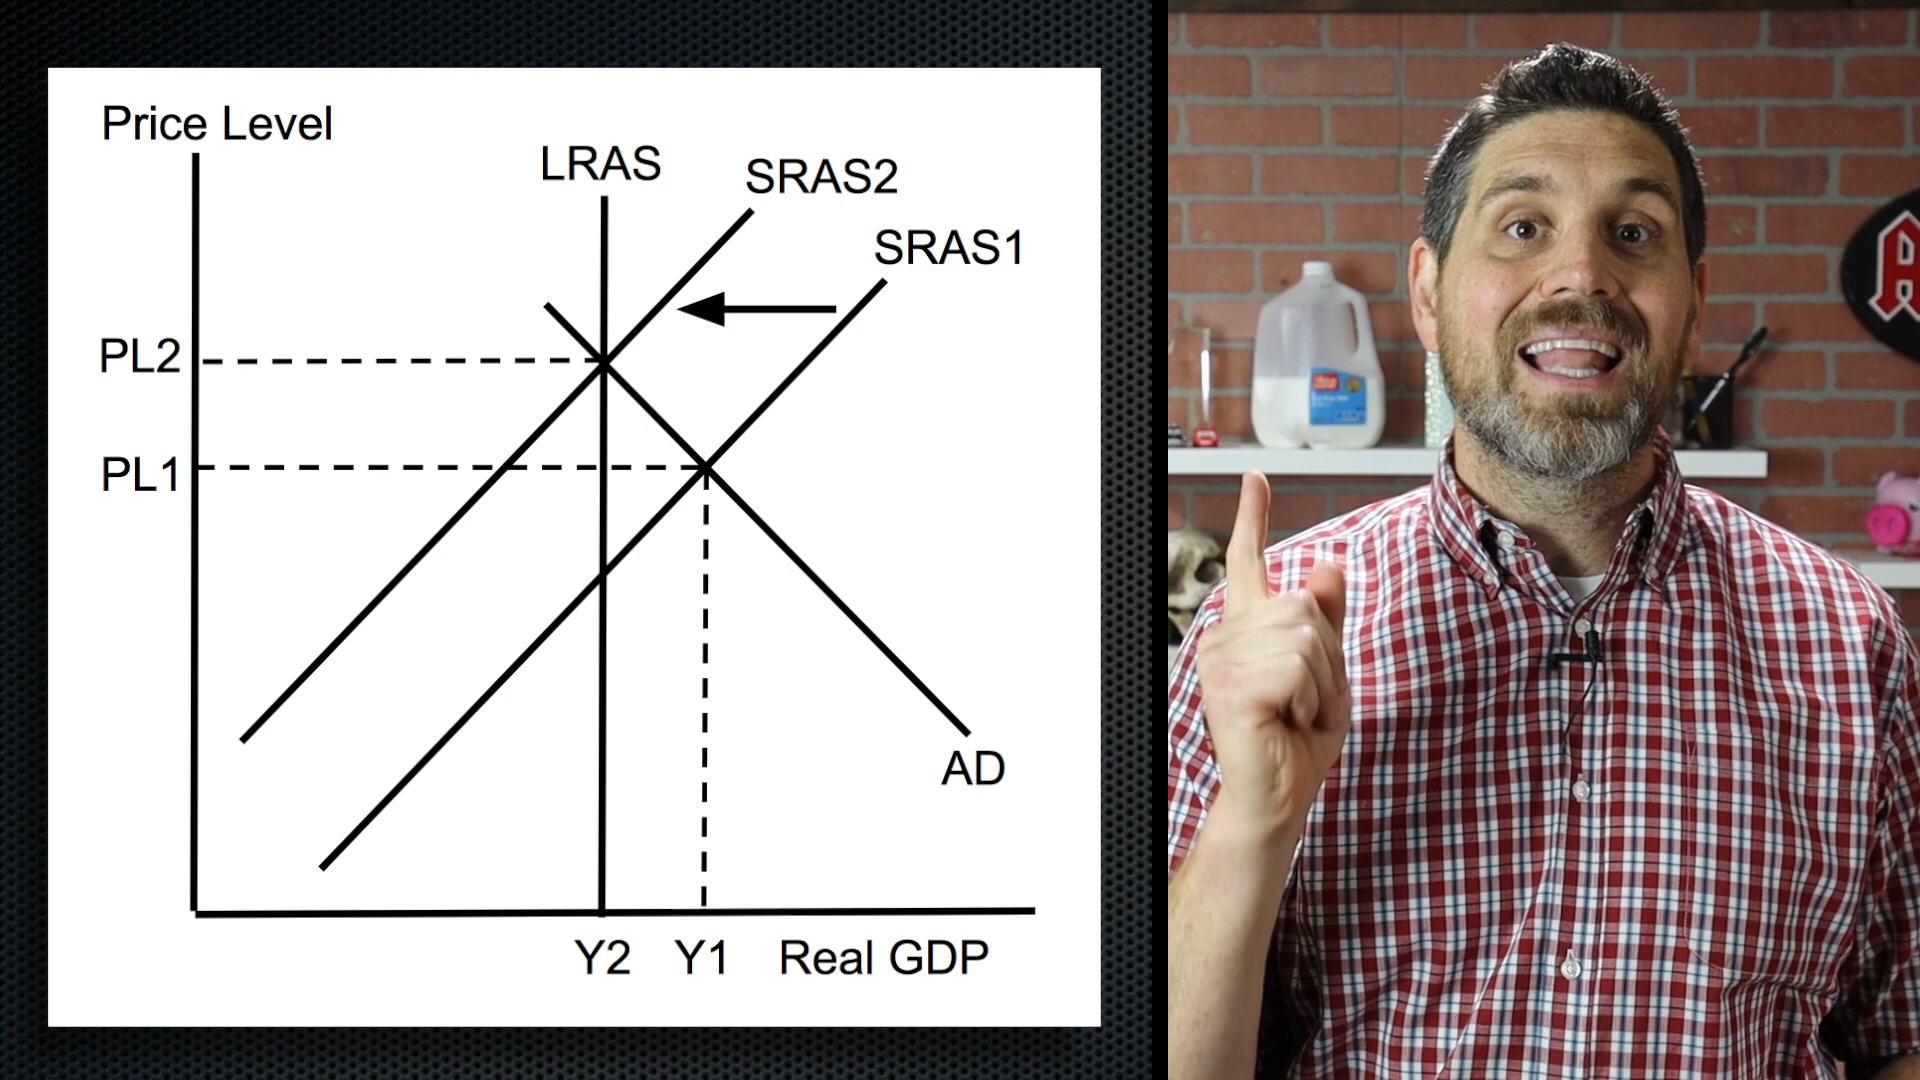 Price Level
LRAS
SRAS2
SRAS1
PL2
PL1
AD
Y2
Y1
Real GDP
A